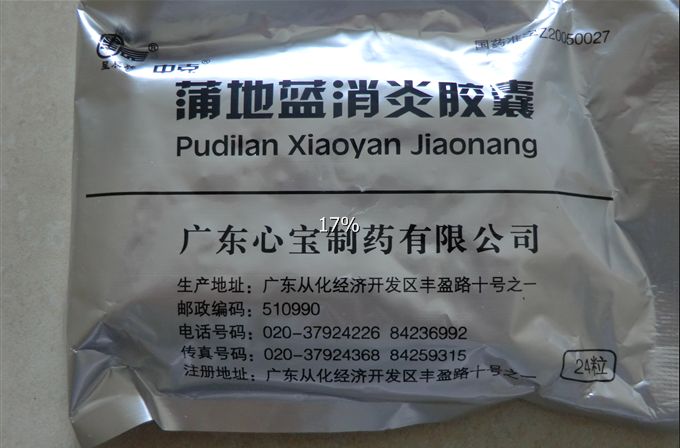 中克
国药准字Z20050027
蒲地蓝消炎胶囊
Pudilan Xiaoyan Jiaonang
17%
广东心宝制药有限公司
生产地址：广东从化经济开发区丰盈路十号之一
邮政编码：510990
电话号码：020-37924226 84236992
传真号码：020-37924368 84259315
注册地址：广东从化经济开发区丰盈路十号之一
24粒